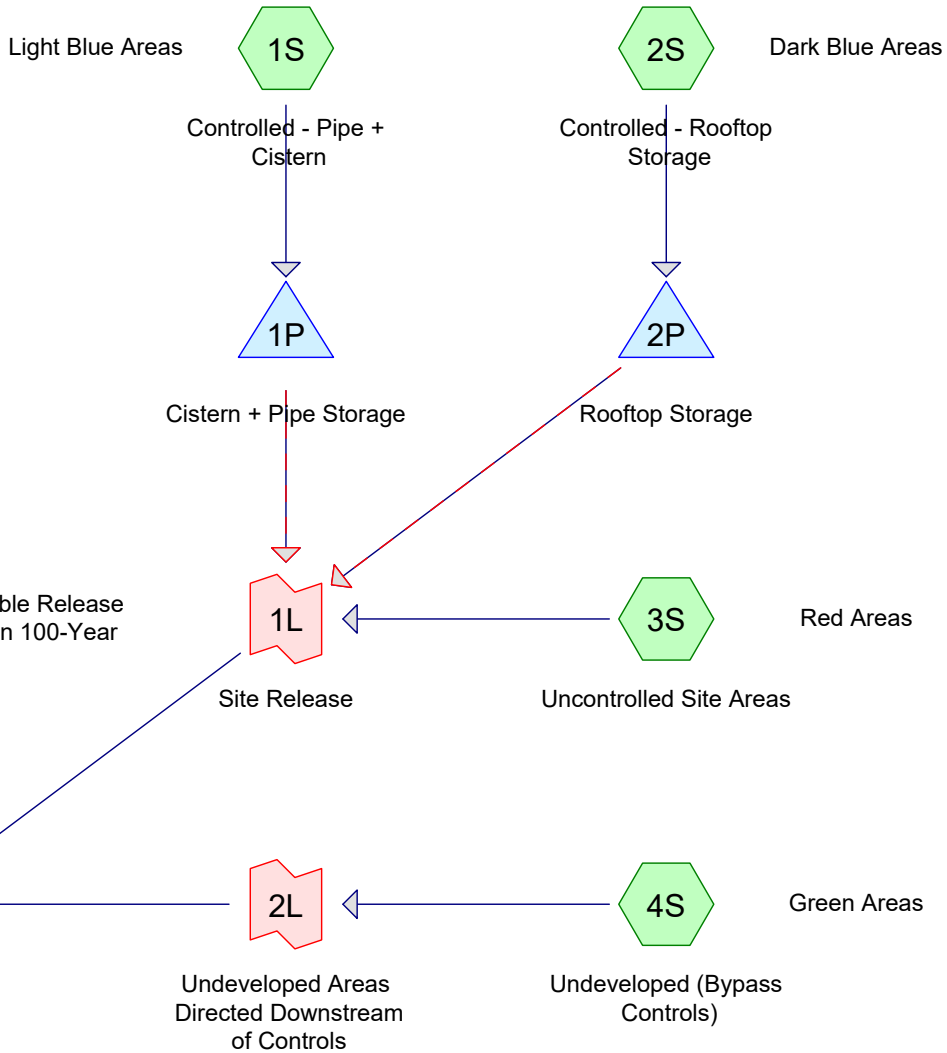 Light Blue Areas
1S
2S
Dark Blue Areas
Controlled - Pipe +
Cistern
Controlled - Rooftop
Storage
1P
2P
Cistern + Pipe Storage
Rooftop Storage
ble Release
n 100-Year
1L
3S
Red Areas
Site Release
Uncontrolled Site Areas
2L
4S
Green Areas
Undeveloped Areas
Directed Downstream
of Controls
Undeveloped (Bypass
Controls)